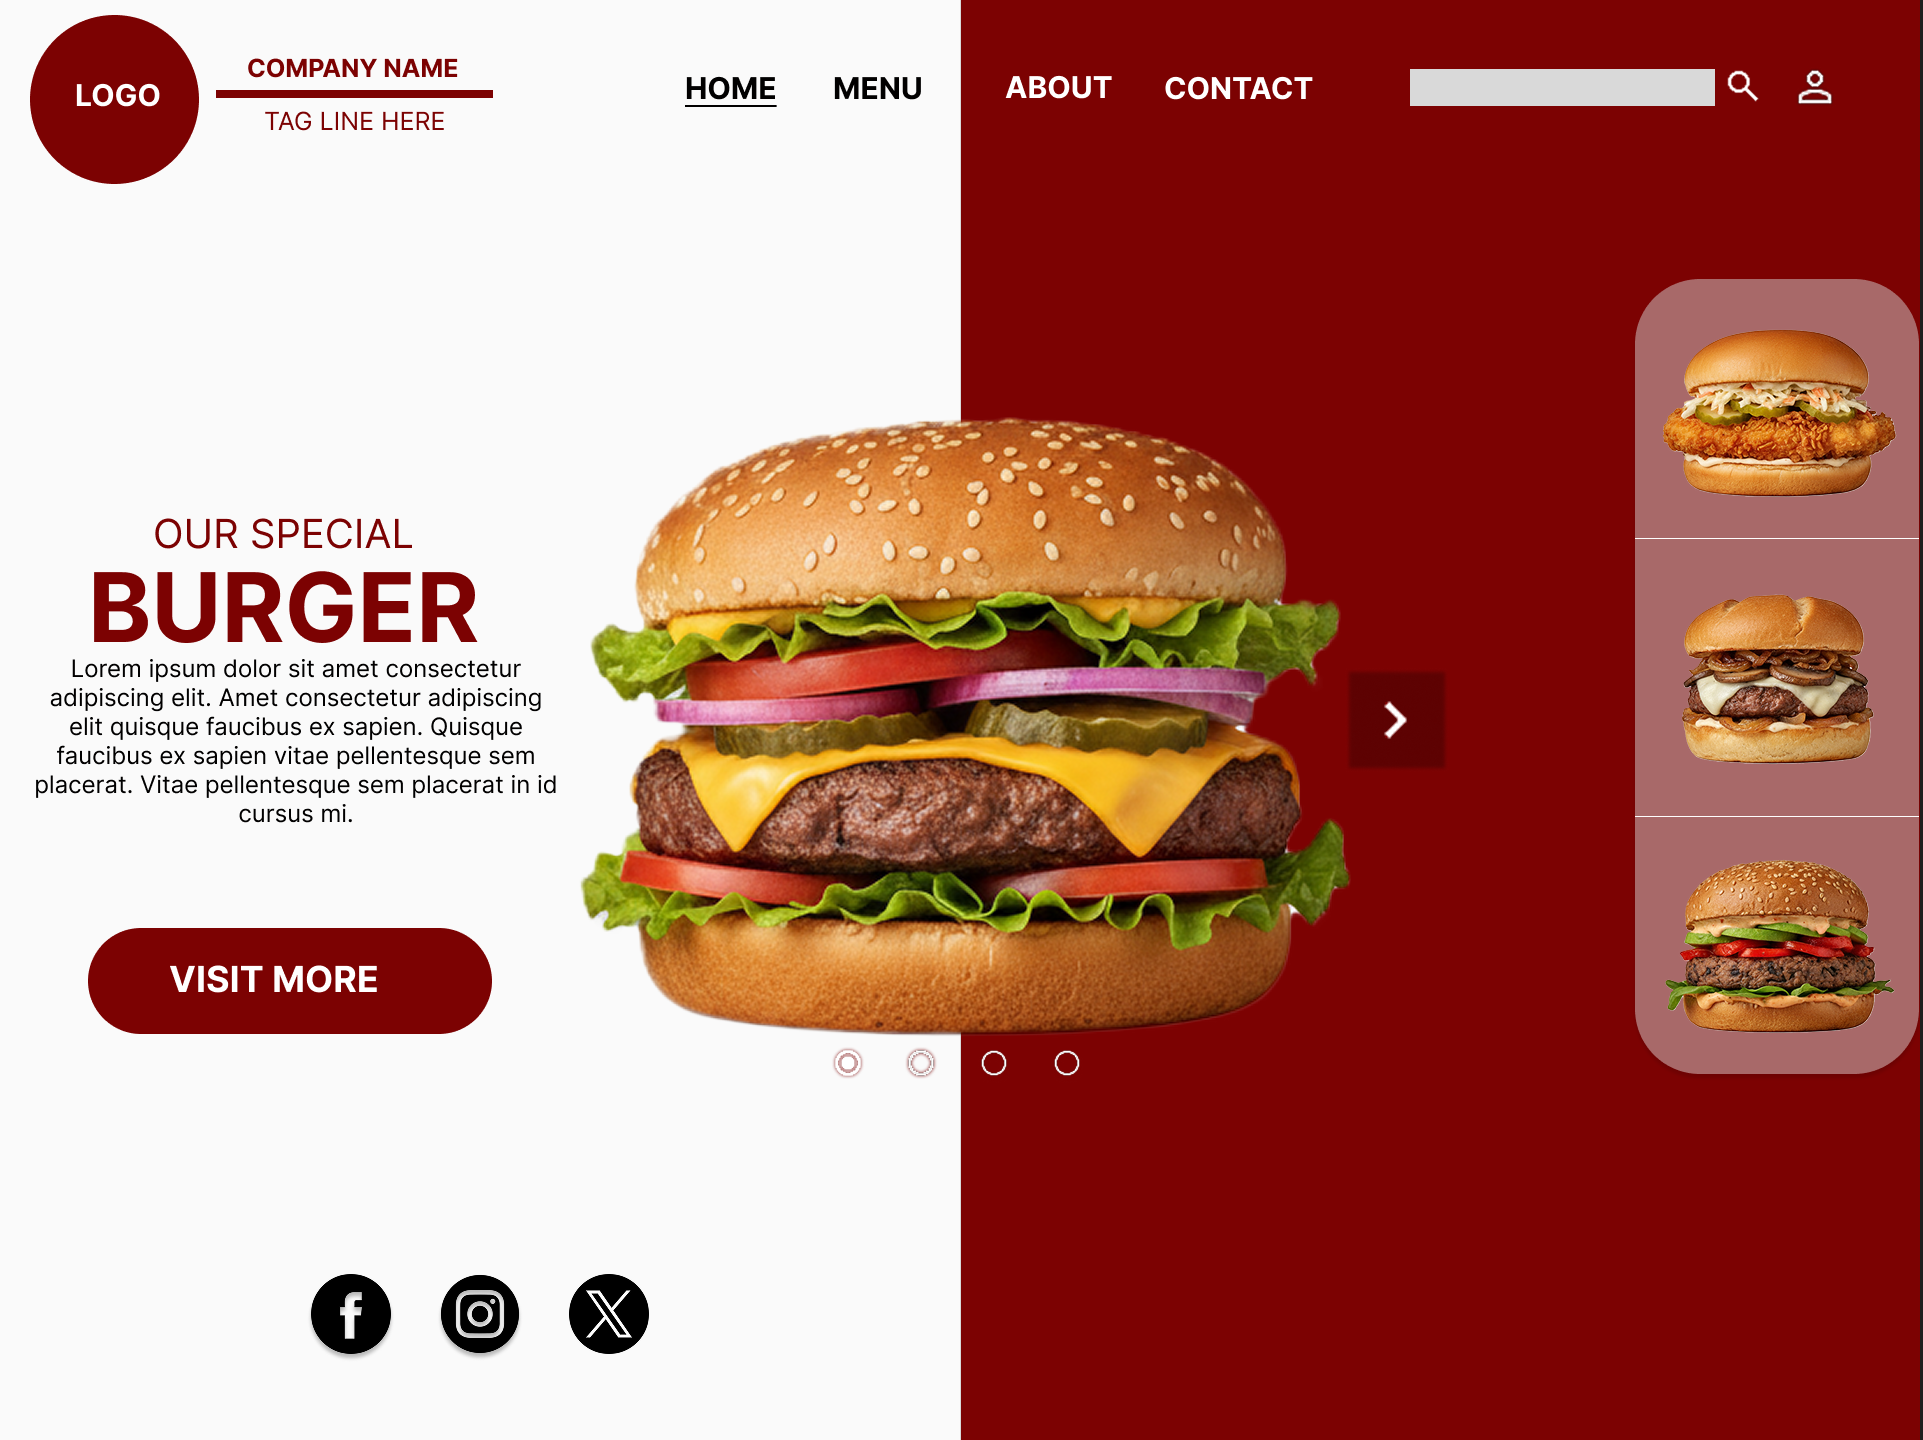 LOGO
COMPANY NAME
TAG LINE HERE
HOME
MENU
ABOUT
CONTACT
OUR SPECIAL
BURGER
Lorem ipsum dolor sit amet consectetur
adipiscing elit. Amet consectetur adipiscing
elit quisque faucibus ex sapien. Quisque
faucibus ex sapien vitae pellentesque sem
placerat. Vitae pellentesque sem placerat in id
cursus mi.
VISIT MORE